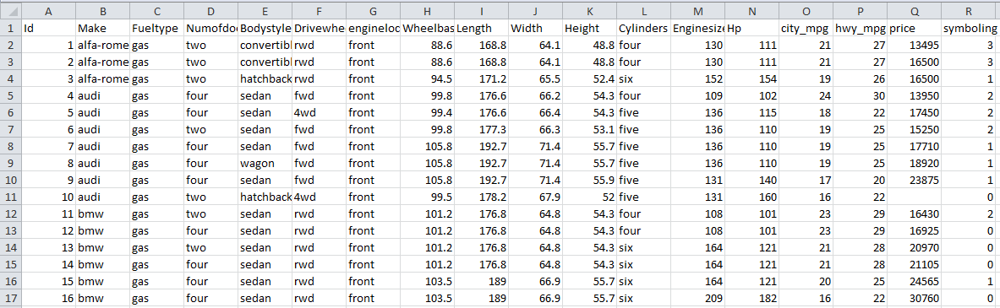 A B C D E F G H I J K L M N O P Q R
1 Id Make Fueltype Numofdoo Bodystyle Drivewhe engineloc Wheelbas Length Width Height Cylinders Enginesize Hp city_mpg hwy_mpg price symboling
2 1 alfa-rome gas two convertibl rwd front 88.6 168.8 64.1 48.8 four 130 111 21 27 13495 3
3 2 alfa-rome gas two convertibl rwd front 88.6 168.8 64.1 48.8 four 130 111 21 27 16500 3
4 3 alfa-rome gas two hatchback rwd front 94.5 171.2 65.5 52.4 six 152 154 19 26 16500 1
5 4 audi gas four sedan fwd front 99.8 176.6 66.2 54.3 four 109 102 24 30 13950 2
6 5 audi gas four sedan 4wd front 99.4 176.6 66.4 54.3 five 136 115 18 22 17450 2
7 6 audi gas two sedan fwd front 99.8 177.3 66.3 53.1 five 136 110 19 25 15250 2
8 7 audi gas four sedan fwd front 105.8 192.7 71.4 55.7 five 136 110 19 25 17710 1
9 8 audi gas four wagon fwd front 105.8 192.7 71.4 55.7 five 136 110 19 25 18920 1
10 9 audi gas four sedan fwd front 105.8 192.7 71.4 55.9 five 131 140 17 20 23875 1
11 10 audi gas two hatchback 4wd front 99.5 178.2 67.9 52 five 131 160 16 22 0
12 11 bmw gas two sedan rwd front 101.2 176.8 64.8 54.3 four 108 101 23 29 16430 2
13 12 bmw gas four sedan rwd front 101.2 176.8 64.8 54.3 four 108 101 23 29 16925 0
14 13 bmw gas two sedan rwd front 101.2 176.8 64.8 54.3 six 164 121 21 28 20970 0
15 14 bmw gas four sedan rwd front 101.2 176.8 64.8 54.3 six 164 121 21 28 21105 0
16 15 bmw gas four sedan rwd front 103.5 189 66.9 55.7 six 164 121 20 25 24565 1
17 16 bmw gas four sedan rwd front 103.5 189 66.9 55.7 six 209 182 16 22 30760 0